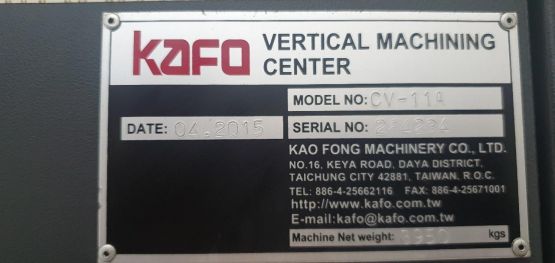 KAFO VERTICAL MACHINING
CENTER
MODEL NO: CV-11A
DATE: 04.2015
SERIAL NO:
KAO FONG MACHINERY CO., LTD.
NO.16, KEYA ROAD, DAYA DISTRICT,
TAICHUNG CITY 42881, TAIWAN, R.O.C.
TEL: 886-4-25662116 FAX: 886-4-25671001
http://www.kafo.com.tw
E-mail:kafo@kafo.com.tw
Machine Net weight: kgs